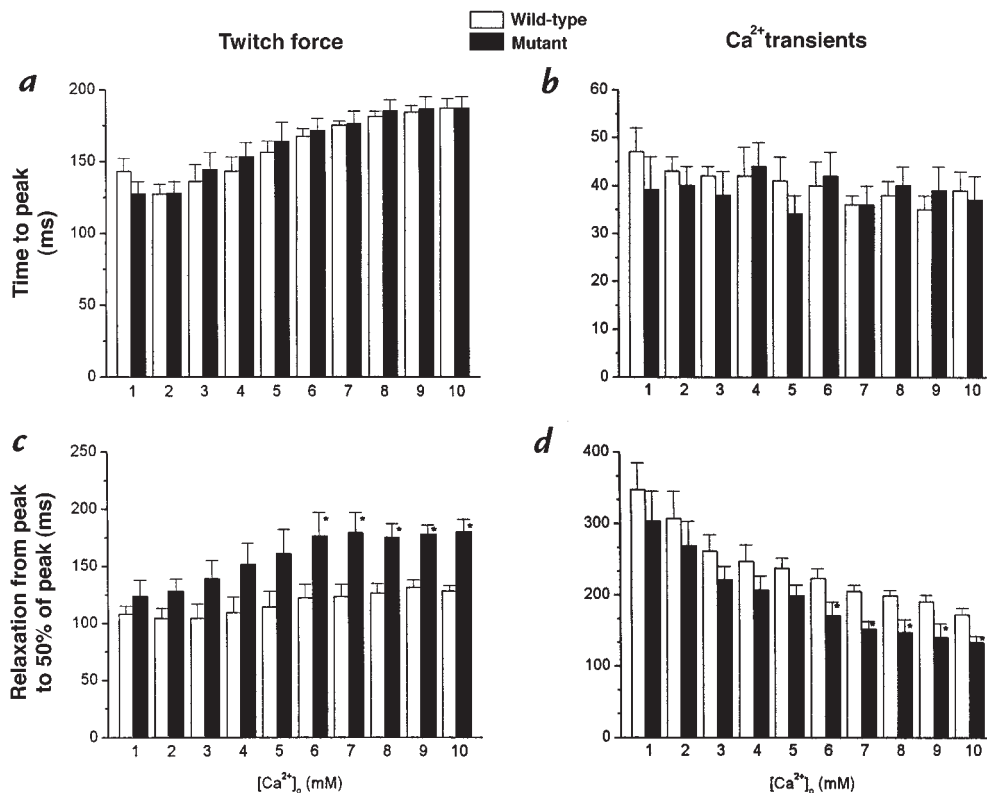 Twitch force
Wild-type
Mutant
Ca2+ transients
a
Time to peak
(ms)
200
150
100
50
0
1 2 3 4 5 6 7 8 9 10
b
60
50
40
30
20
10
0
1 2 3 4 5 6 7 8 9 10
c
Relaxation from peak
to 50% of peak (ms)
250
200
150
100
50
0
* * * * *
1 2 3 4 5 6 7 8 9 10
[Ca2+]o (mM)
d
400
300
200
100
0
* * * * *
1 2 3 4 5 6 7 8 9 10
[Ca2+]o (mM)